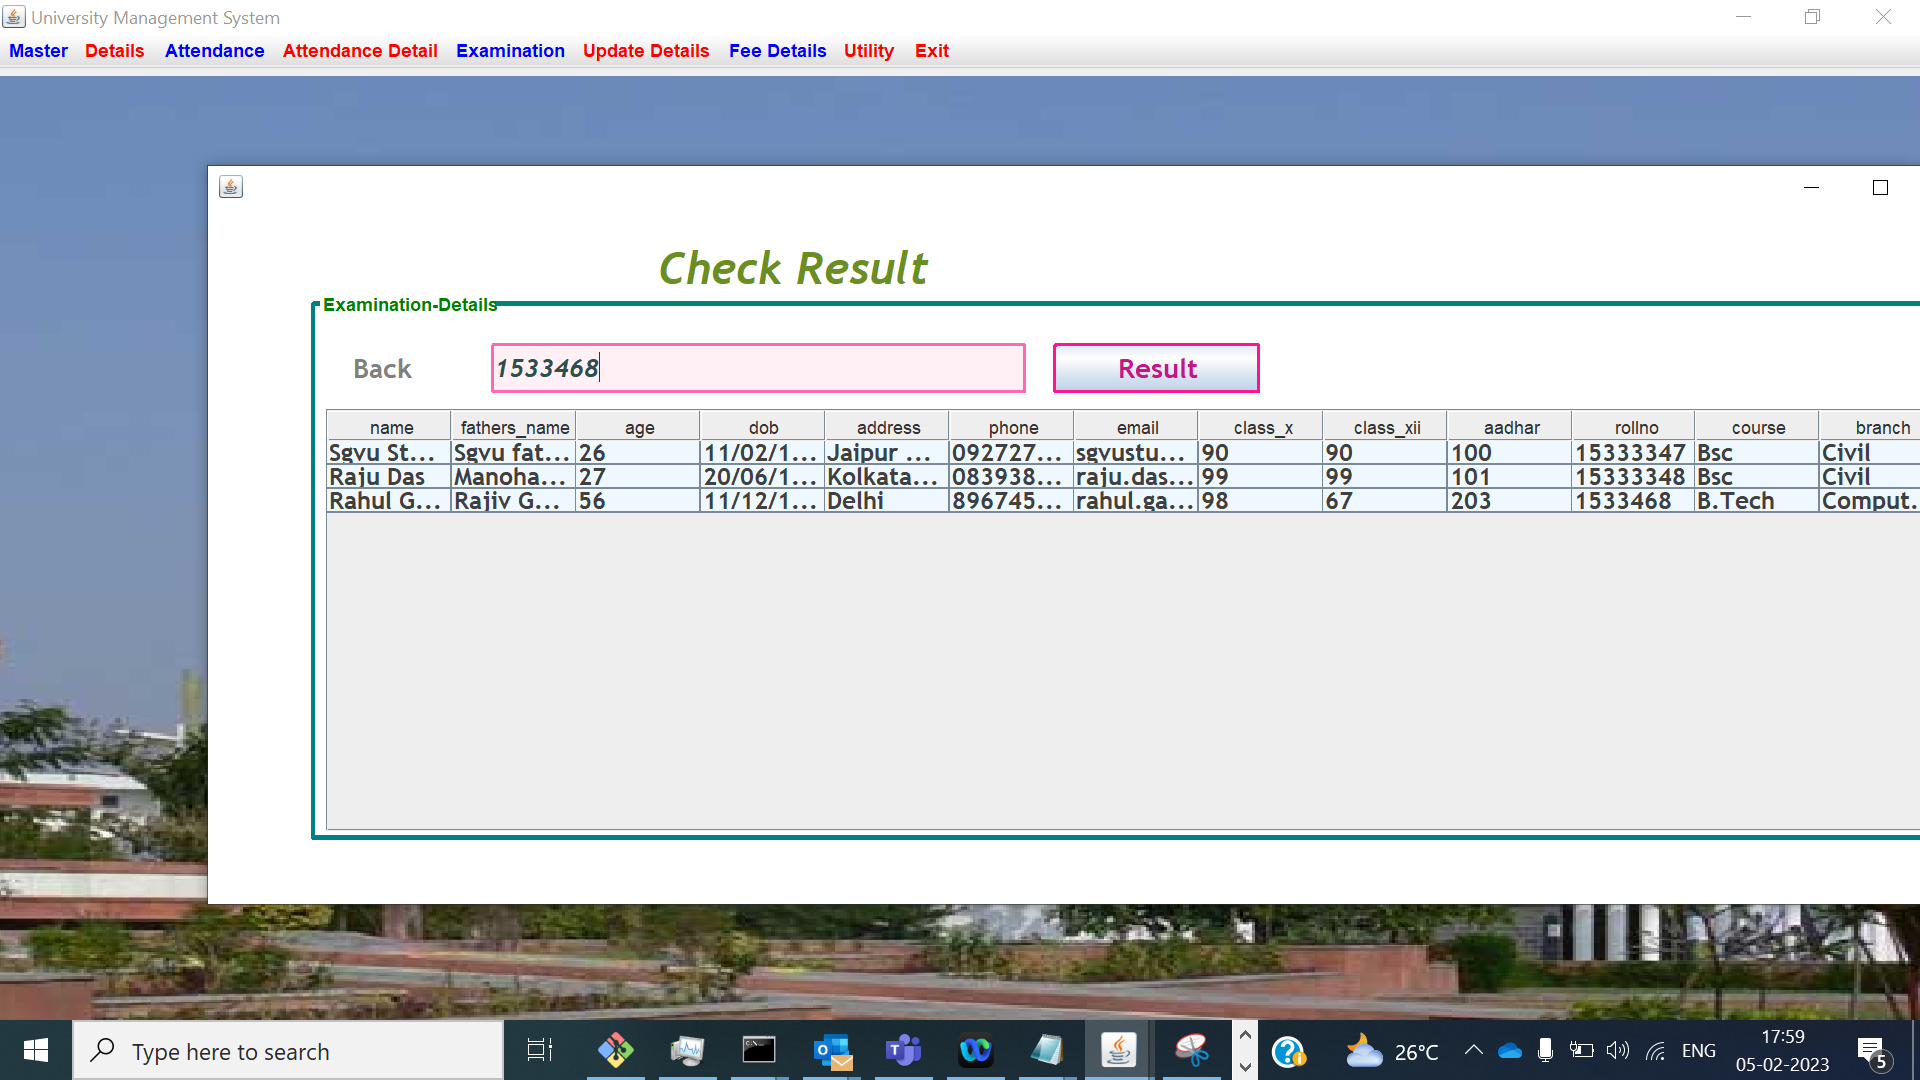 University Management System
Master Details Attendance Attendance Detail Examination Update Details Fee Details Utility Exit
Check Result
Examination-Details
Back 1533468 Result
name fathers_name age dob address phone email class_x class_xii aadhar rollno course branch
Sgvu St... Sgvu fat... 26 11/02/1... Jaipur ... 092727... sgvustu... 90 90 100 15333347 Bsc Civil
Raju Das Manoha... 27 20/06/1... Kolkata... 083938... raju.das... 99 99 101 15333348 Bsc Civil
Rahul G... Rajiv G... 56 11/12/1... Delhi 896745... rahul.ga... 98 67 203 1533468 B.Tech Comput.
Type here to search 26°C ENG 17:59
05-02-2023 5